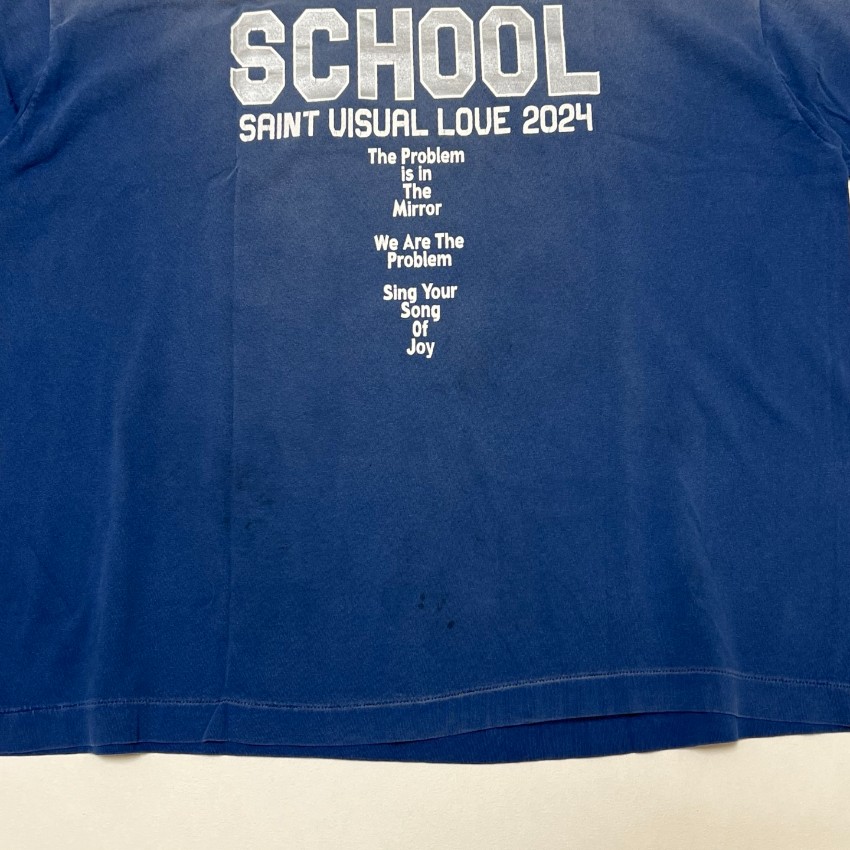 SCHOOL
SAINT VISUAL LOVE 2024
The Problem
is in
The
Mirror
We Are The
Problem
Sing Your
Song
Of
Joy